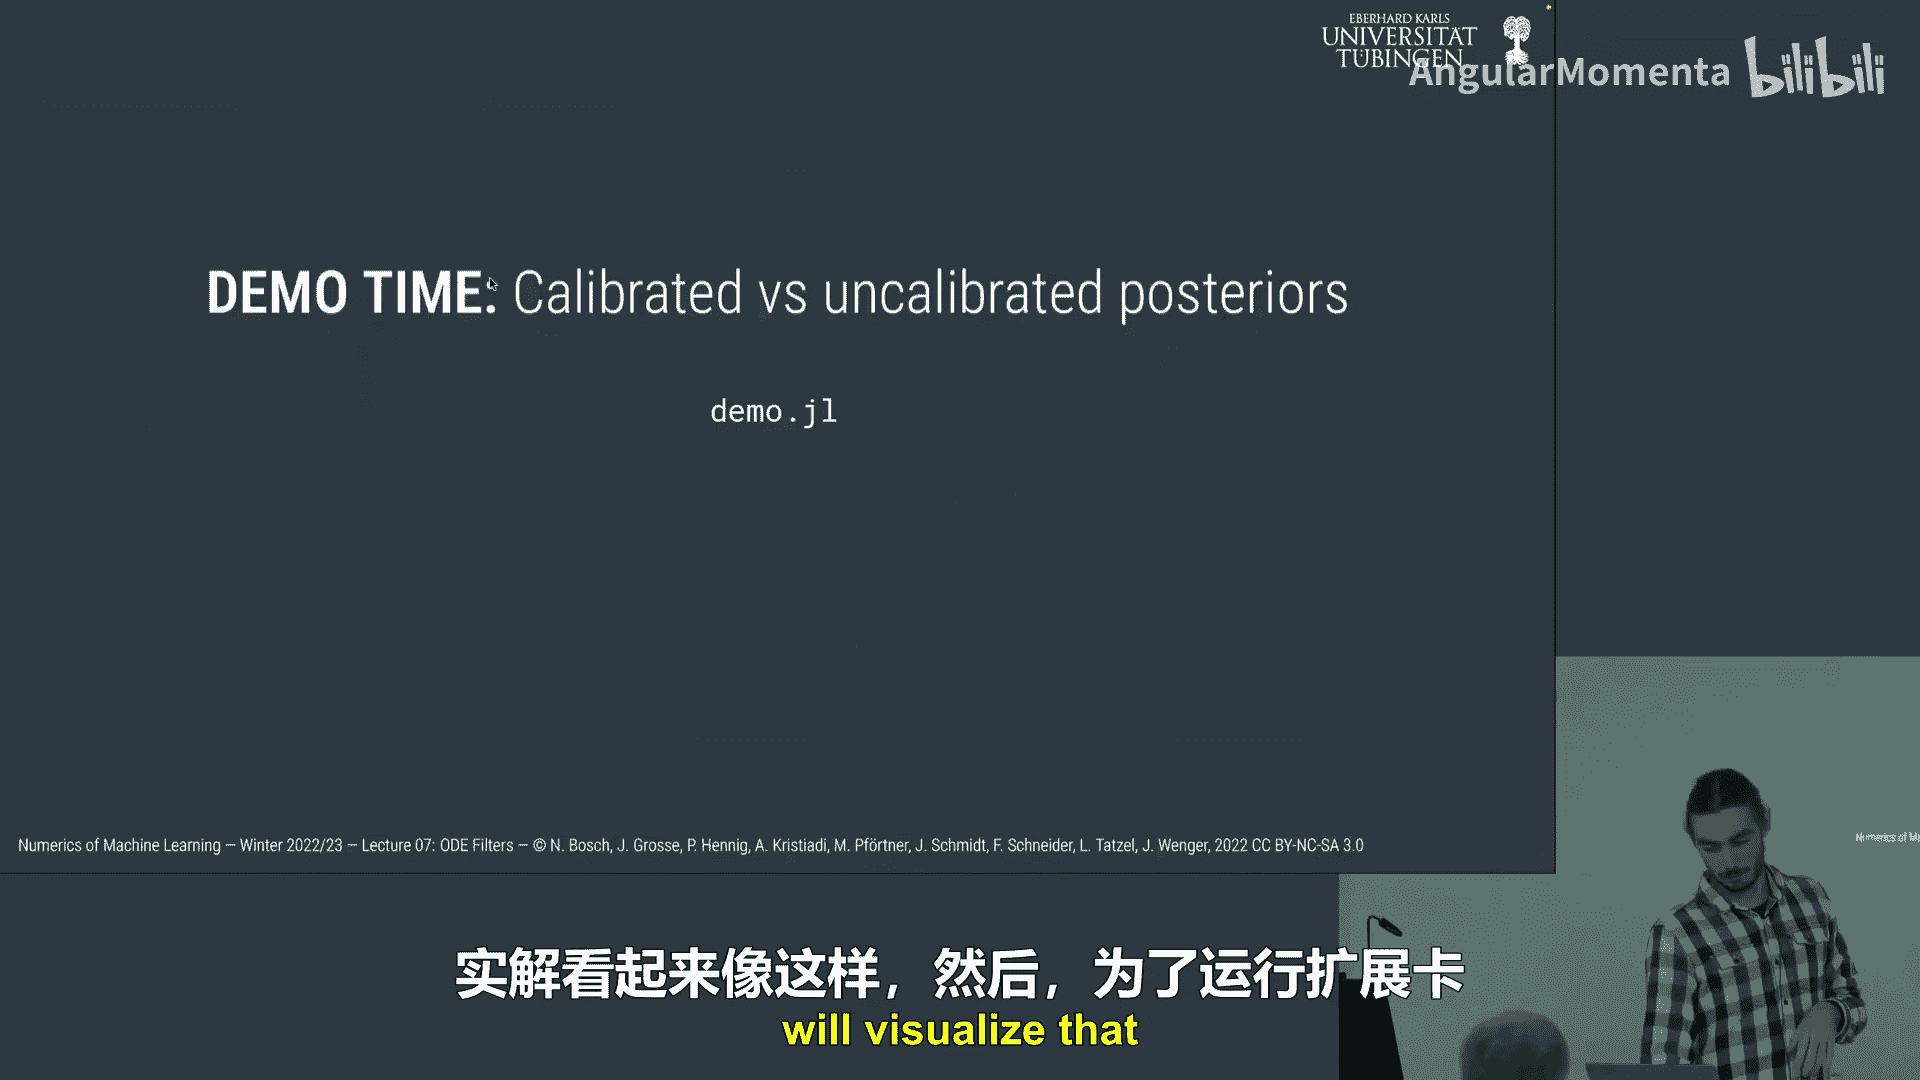 EBERHARD KARLS
UNIVERSITÄT
TÜBINGEN
AngularMomenta
bilibili
DEMO TIME: Calibrated vs uncalibrated posteriors
demo.jl
Numerics of Machine Learning — Winter 2022/23 — Lecture 07: ODE Filters — © N. Bosch, J. Grosse, P. Hennig, A. Kristiadi, M. Pförtner, J. Schmidt, F. Schneider, L. Tatzel, J. Wenger, 2022 CC BY-NC-SA 3.0
Numerics of
实解看起来像这样，然后，为了运行扩展卡
will visualize that